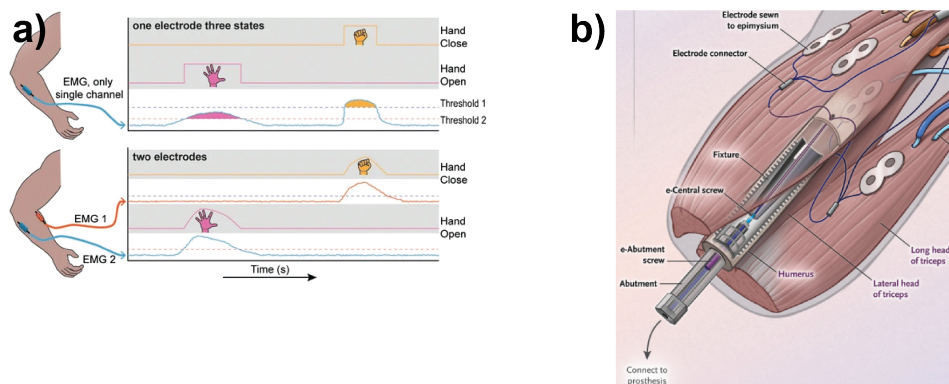 a)
one electrode three states
Hand
Close
EMG, only
single channel
Hand
Open
Threshold 1
Threshold 2
two electrodes
Hand
Close
EMG 1
Hand
Open
EMG 2
Time (s)
b)
Electrode sewn
to epimysium
Electrode connector
Fixture
e-Central screw
e-Abutment
screw
Abutment
Humerus
Long head
of triceps
Lateral head
of triceps
Connect to
prosthesis